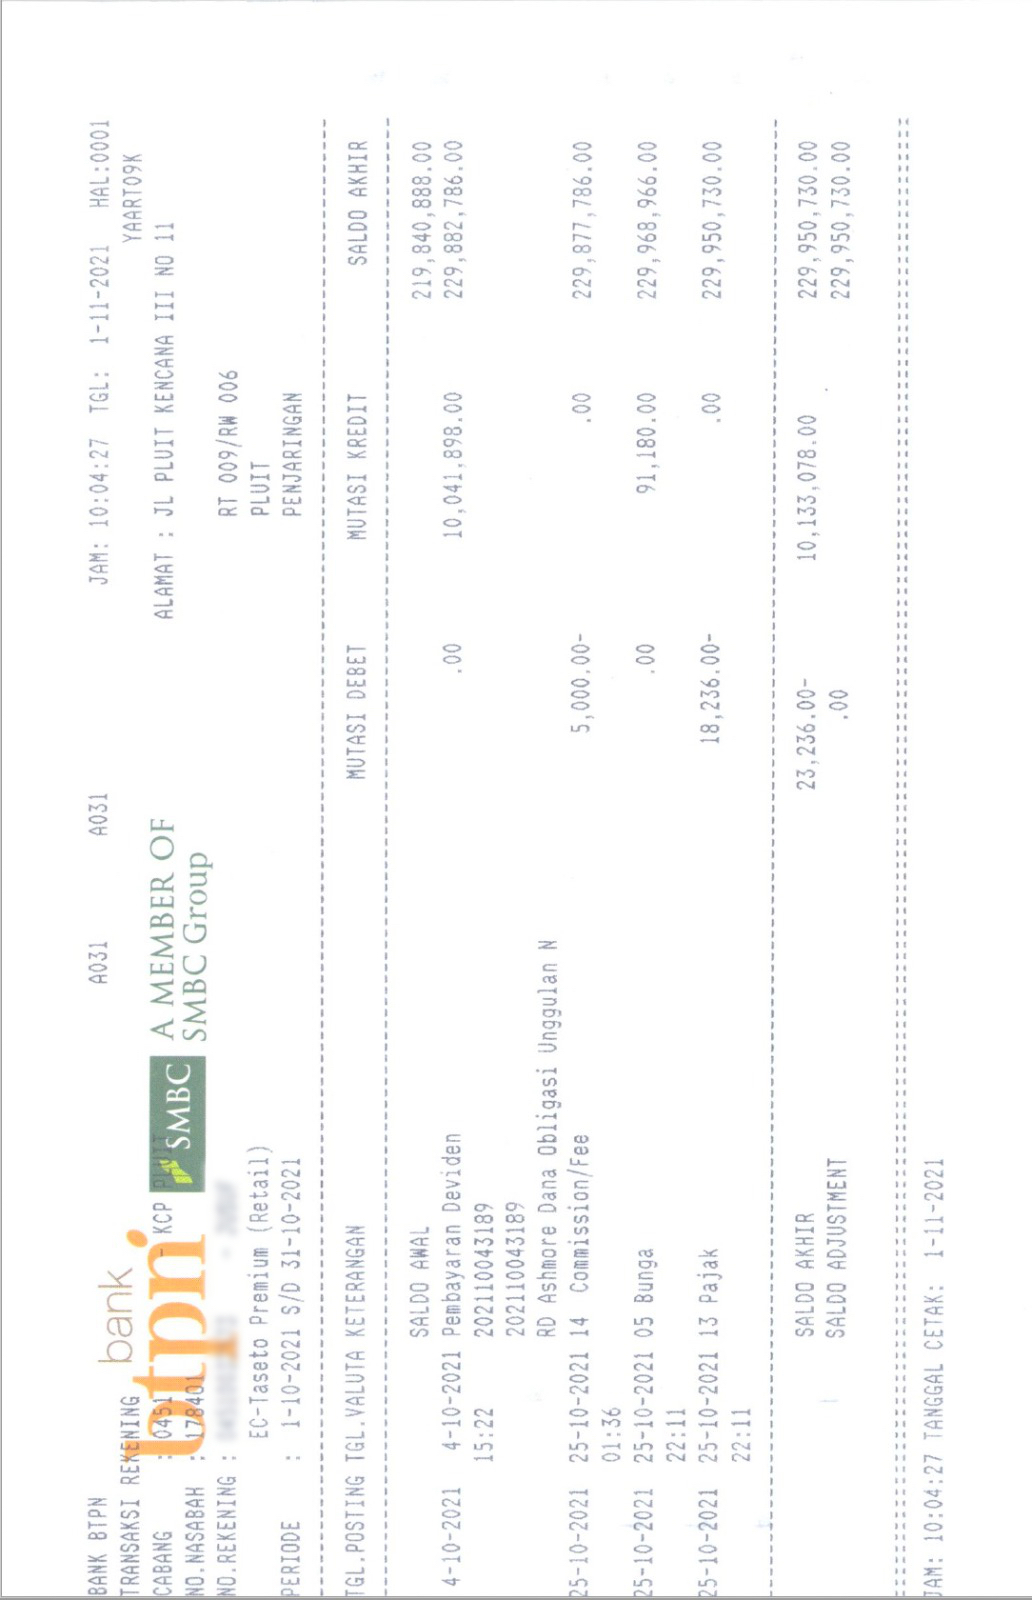 BANK BTPN A031 A031 JAM: 10:04:27 TGL: 1-11-2021 HAL:0001
TRANSAKSI REKENING YAART09K
bank
btpn
SMBC
A MEMBER OF
SMBC Group
CABANG : 0451 - KCP PLUIT ALAMAT : JL PLUIT KENCANA III NO 11
NO.NASABAH : 178401
NO.REKENING : RT 009/RW 006
EC-Taseto Premium (Retail) PLUIT
PERIODE : 1-10-2021 S/D 31-10-2021 PENJARINGAN
TGL.POSTING TGL.VALUTA KETERANGAN MUTASI DEBET MUTASI KREDIT SALDO AKHIR
SALDO AWAL 219,840,888.00
4-10-2021 4-10-2021 Pembayaran Deviden .00 10,041,898.00 229,882,786.00
15:22 202110043189
202110043189
RD Ashmore Dana Obligasi Unggulan N
25-10-2021 25-10-2021 14 Commission/Fee 5,000.00- .00 229,877,786.00
01:36
25-10-2021 25-10-2021 05 Bunga .00 91,180.00 229,968,966.00
22:11
25-10-2021 25-10-2021 13 Pajak 18,236.00- .00 229,950,730.00
22:11
SALDO AKHIR 23,236.00- 10,133,078.00 229,950,730.00
SALDO ADJUSTMENT .00 229,950,730.00
JAM: 10:04:27 TANGGAL CETAK: 1-11-2021